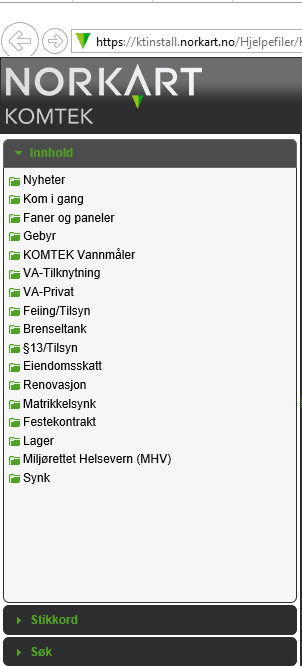 https://ktinstall.norkart.no/Hjelpefiler/
NORKART
KOMTEK
Innhold
Nyheter
Kom i gang
Faner og paneler
Gebyr
KOMTEK Vannmåler
VA-Tilknytning
VA-Privat
Feiing/Tilsyn
Brenseltank
§13/Tilsyn
Eiendomsskatt
Renovasjon
Matrikkelsynk
Festekontrakt
Lager
Miljørettet Helsevern (MHV)
Synk
Stikkord
Søk